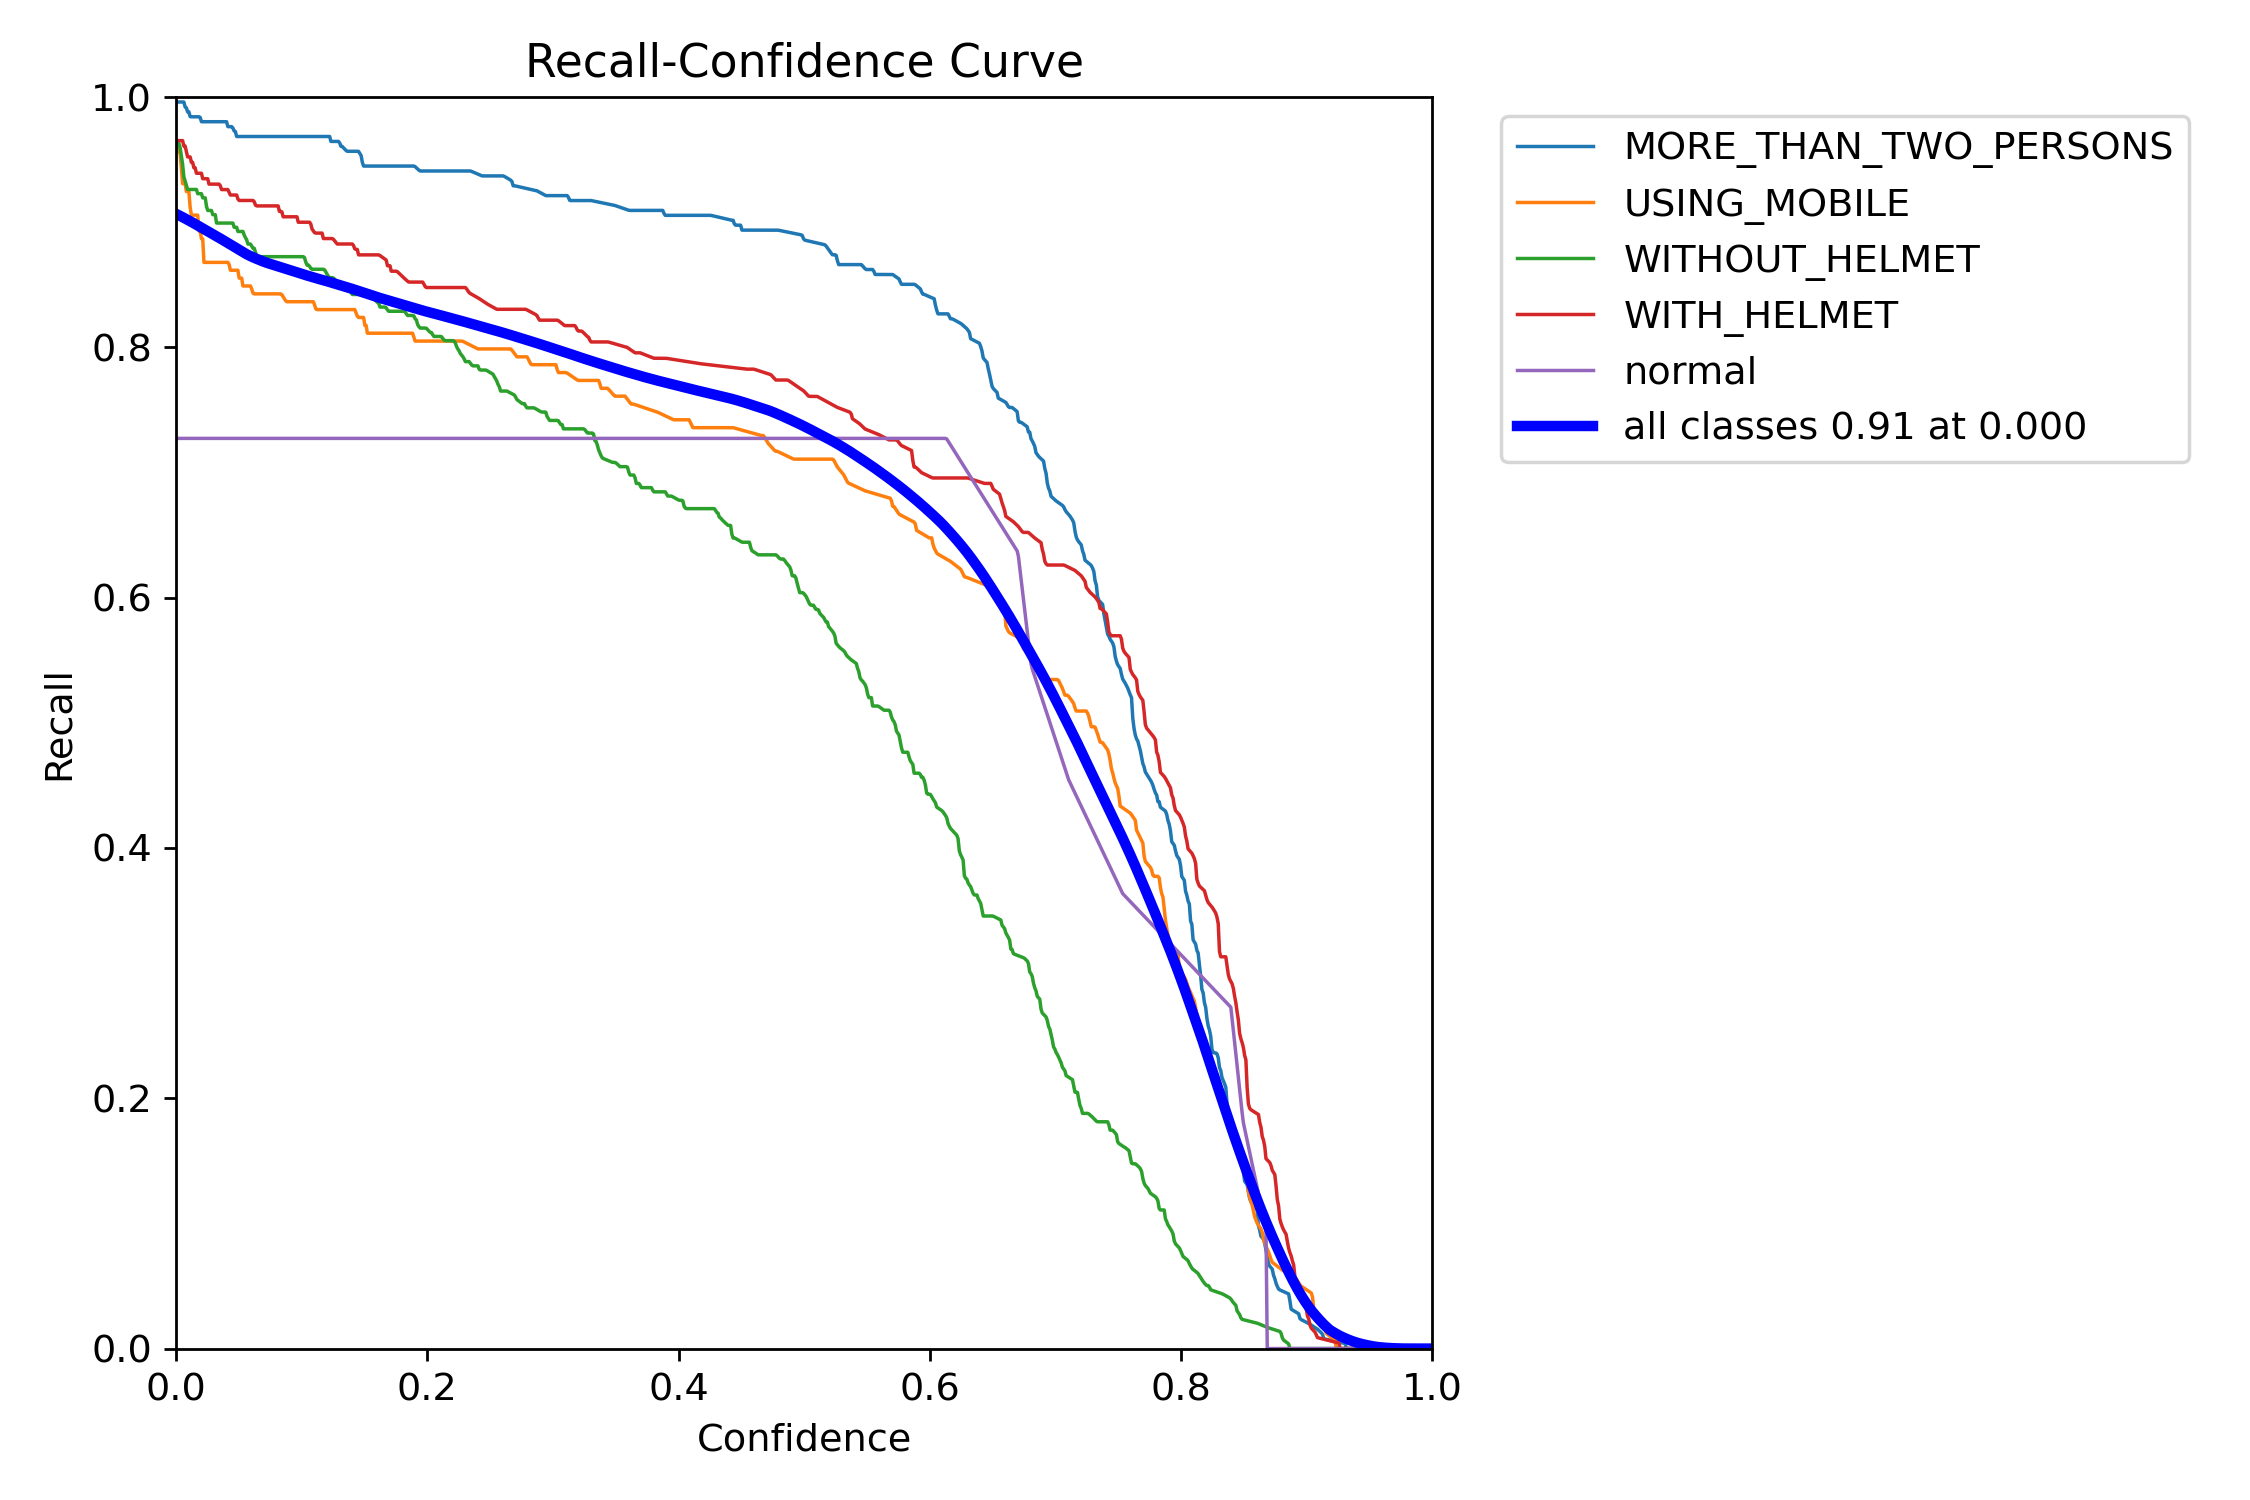 Recall-Confidence Curve
1.0
0.8
0.6
0.4
0.2
0.0
Recall
0.0 0.2 0.4 0.6 0.8 1.0
Confidence
MORE_THAN_TWO_PERSONS
USING_MOBILE
WITHOUT_HELMET
WITH_HELMET
normal
all classes 0.91 at 0.000